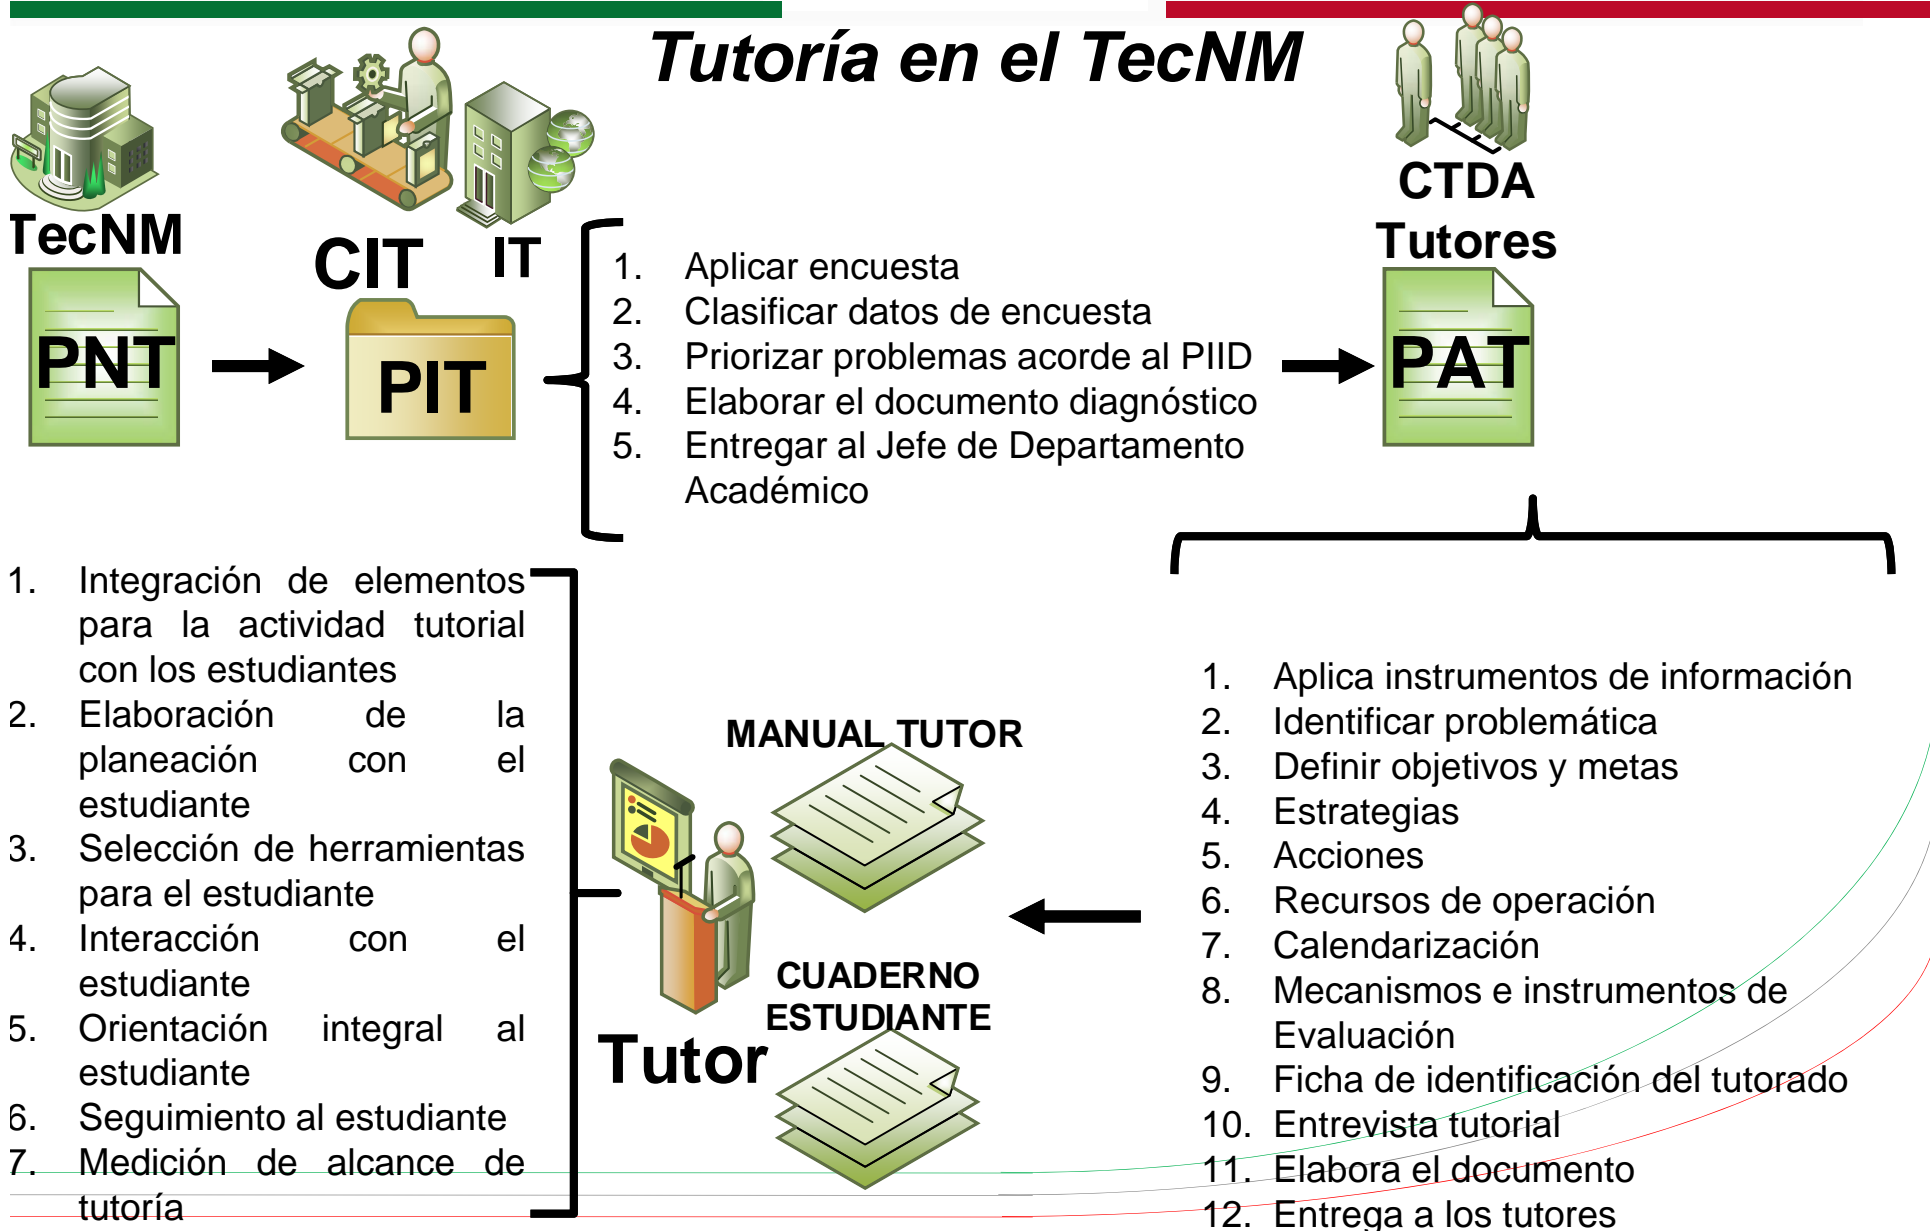 Tutoría en el TecNM
TecNM
PNT
CIT
IT
PIT
1. Aplicar encuesta
2. Clasificar datos de encuesta
3. Priorizar problemas acorde al PIID
4. Elaborar el documento diagnóstico
5. Entregar al Jefe de Departamento
Académico
CTDA
Tutores
PAT
1. Aplica instrumentos de información
2. Identificar problemática
3. Definir objetivos y metas
4. Estrategias
5. Acciones
6. Recursos de operación
7. Calendarización
8. Mecanismos e instrumentos de
Evaluación
9. Ficha de identificación del tutorado
10. Entrevista tutorial
11. Elabora el documento
12. Entrega a los tutores
MANUAL TUTOR
CUADERNO
ESTUDIANTE
Tutor
1. Integración de elementos
para la actividad tutorial
con los estudiantes
2. Elaboración de la
planeación con el
estudiante
3. Selección de herramientas
para el estudiante
4. Interacción con el
estudiante
5. Orientación integral al
estudiante
6. Seguimiento al estudiante
7. Medición de alcance de
tutoría